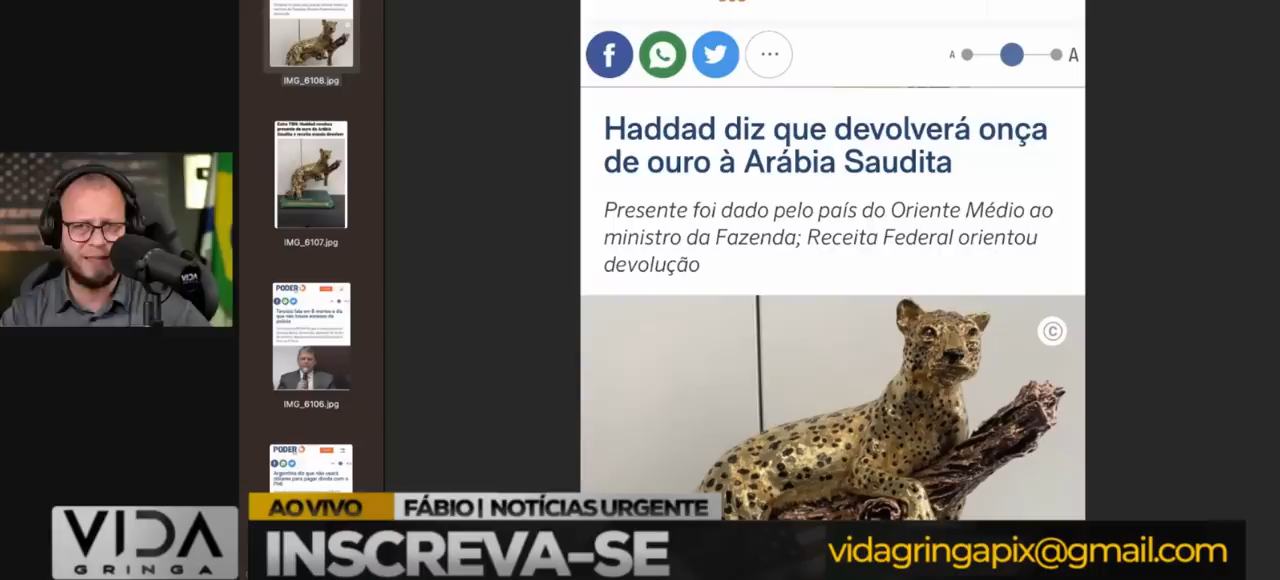 IMG_6108.jpg
IMG_6107.jpg
PODER
IMG_6106.jpg
PODER
f
...
A A
Haddad diz que devolverá onça
de ouro à Arábia Saudita
Presente foi dado pelo país do Oriente Médio ao
ministro da Fazenda; Receita Federal orientou
devolução
©
VIDA
AO VIVO
FÁBIO | NOTÍCIAS URGENTE
VIDA
GRINGA
INSCREVA-SE
vidagringapix@gmail.com